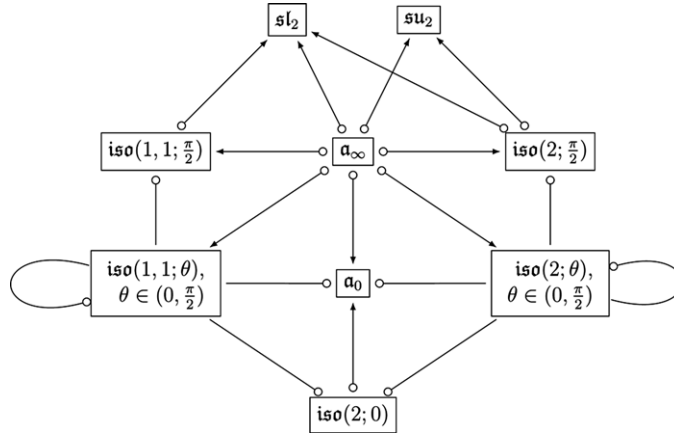 𝔰𝔩₂
𝔰𝔲₂
𝔦𝔰𝔬(1, 1; π/2)
𝔞∞
𝔦𝔰𝔬(2; π/2)
𝔦𝔰𝔬(1, 1; θ),
θ ∈ (0, π/2)
𝔞₀
𝔦𝔰𝔬(2; θ),
θ ∈ (0, π/2)
𝔦𝔰𝔬(2; 0)